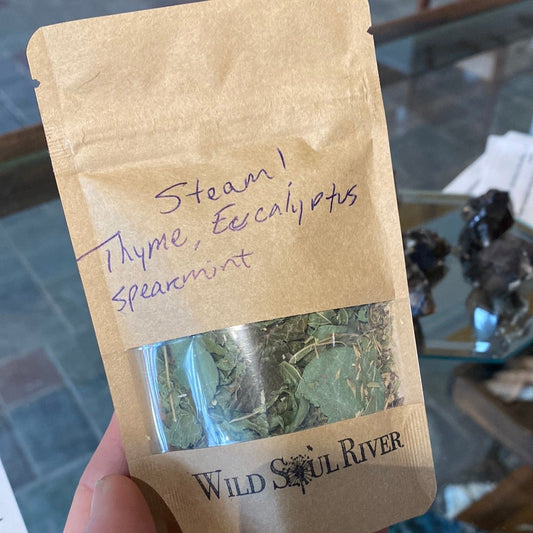 Steam!
Thyme, Eucalyptus
spearmint
WILD SOUL RIVER